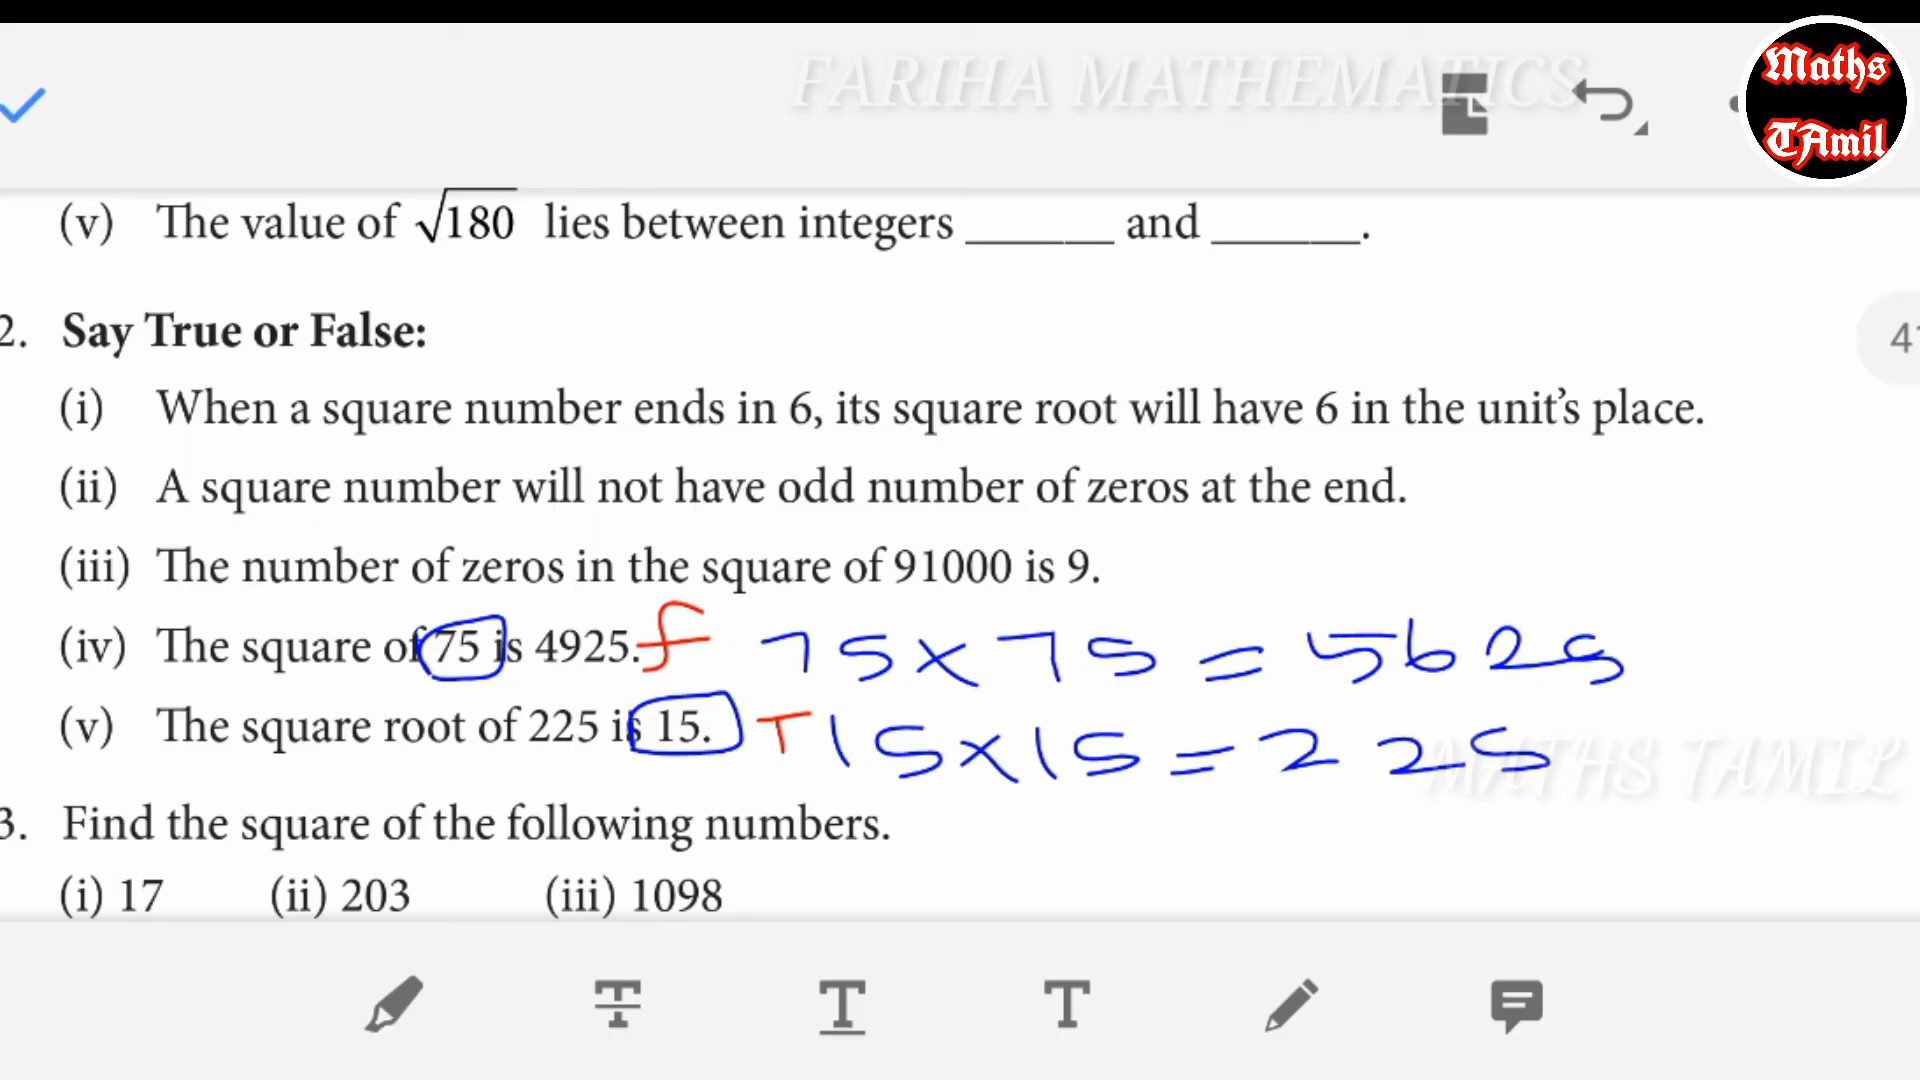 FARIHA MATHEMATICS
Maths
TAmil
(v) The value of √180 lies between integers ______ and ______.
2. Say True or False:
41
(i) When a square number ends in 6, its square root will have 6 in the unit’s place.
(ii) A square number will not have odd number of zeros at the end.
(iii) The number of zeros in the square of 91000 is 9.
(iv) The square of 75 is 4925. f 75 x 75 = 5625
(v) The square root of 225 is 15. T 15 x 15 = 225
MATHS TAMIL
3. Find the square of the following numbers.
(i) 17 (ii) 203 (iii) 1098